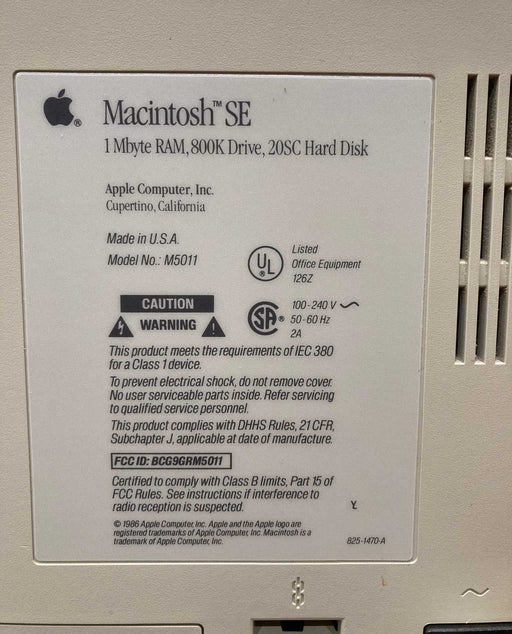 Macintosh™ SE
1 Mbyte RAM, 800K Drive, 20SC Hard Disk
Apple Computer, Inc.
Cupertino, California
Made in U.S.A.
Model No.: M5011
UL ®
Listed
Office Equipment
126Z
CAUTION
WARNING
SA ®
100-240 V ~
50-60 Hz
2A
This product meets the requirements of IEC 380
for a Class 1 device.
To prevent electrical shock, do not remove cover.
No user serviceable parts inside. Refer servicing
to qualified service personnel.
This product complies with DHHS Rules, 21 CFR,
Subchapter J, applicable at date of manufacture.
FCC ID: BCG9GRM5011
Certified to comply with Class B limits, Part 15 of
FCC Rules. See instructions if interference to
radio reception is suspected.
Y
© 1986 Apple Computer, Inc. Apple and the Apple logo are
registered trademarks of Apple Computer, Inc. Macintosh is a
trademark of Apple Computer, Inc.
825-1470-A